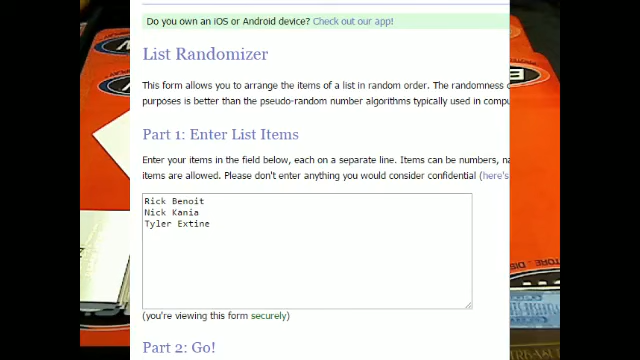 Do you own an iOS or Android device? Check out our app!
List Randomizer
This form allows you to arrange the items of a list in random order. The randomness
purposes is better than the pseudo-random number algorithms typically used in
Part 1: Enter List Items
Enter your items in the field below, each on a separate line. Items can be numbers,
items are allowed. Please don't enter anything you would consider confidential (here's
Rick Benoit
Nick Kania
Tyler Extine
(you're viewing this form securely)
Part 2: Go!